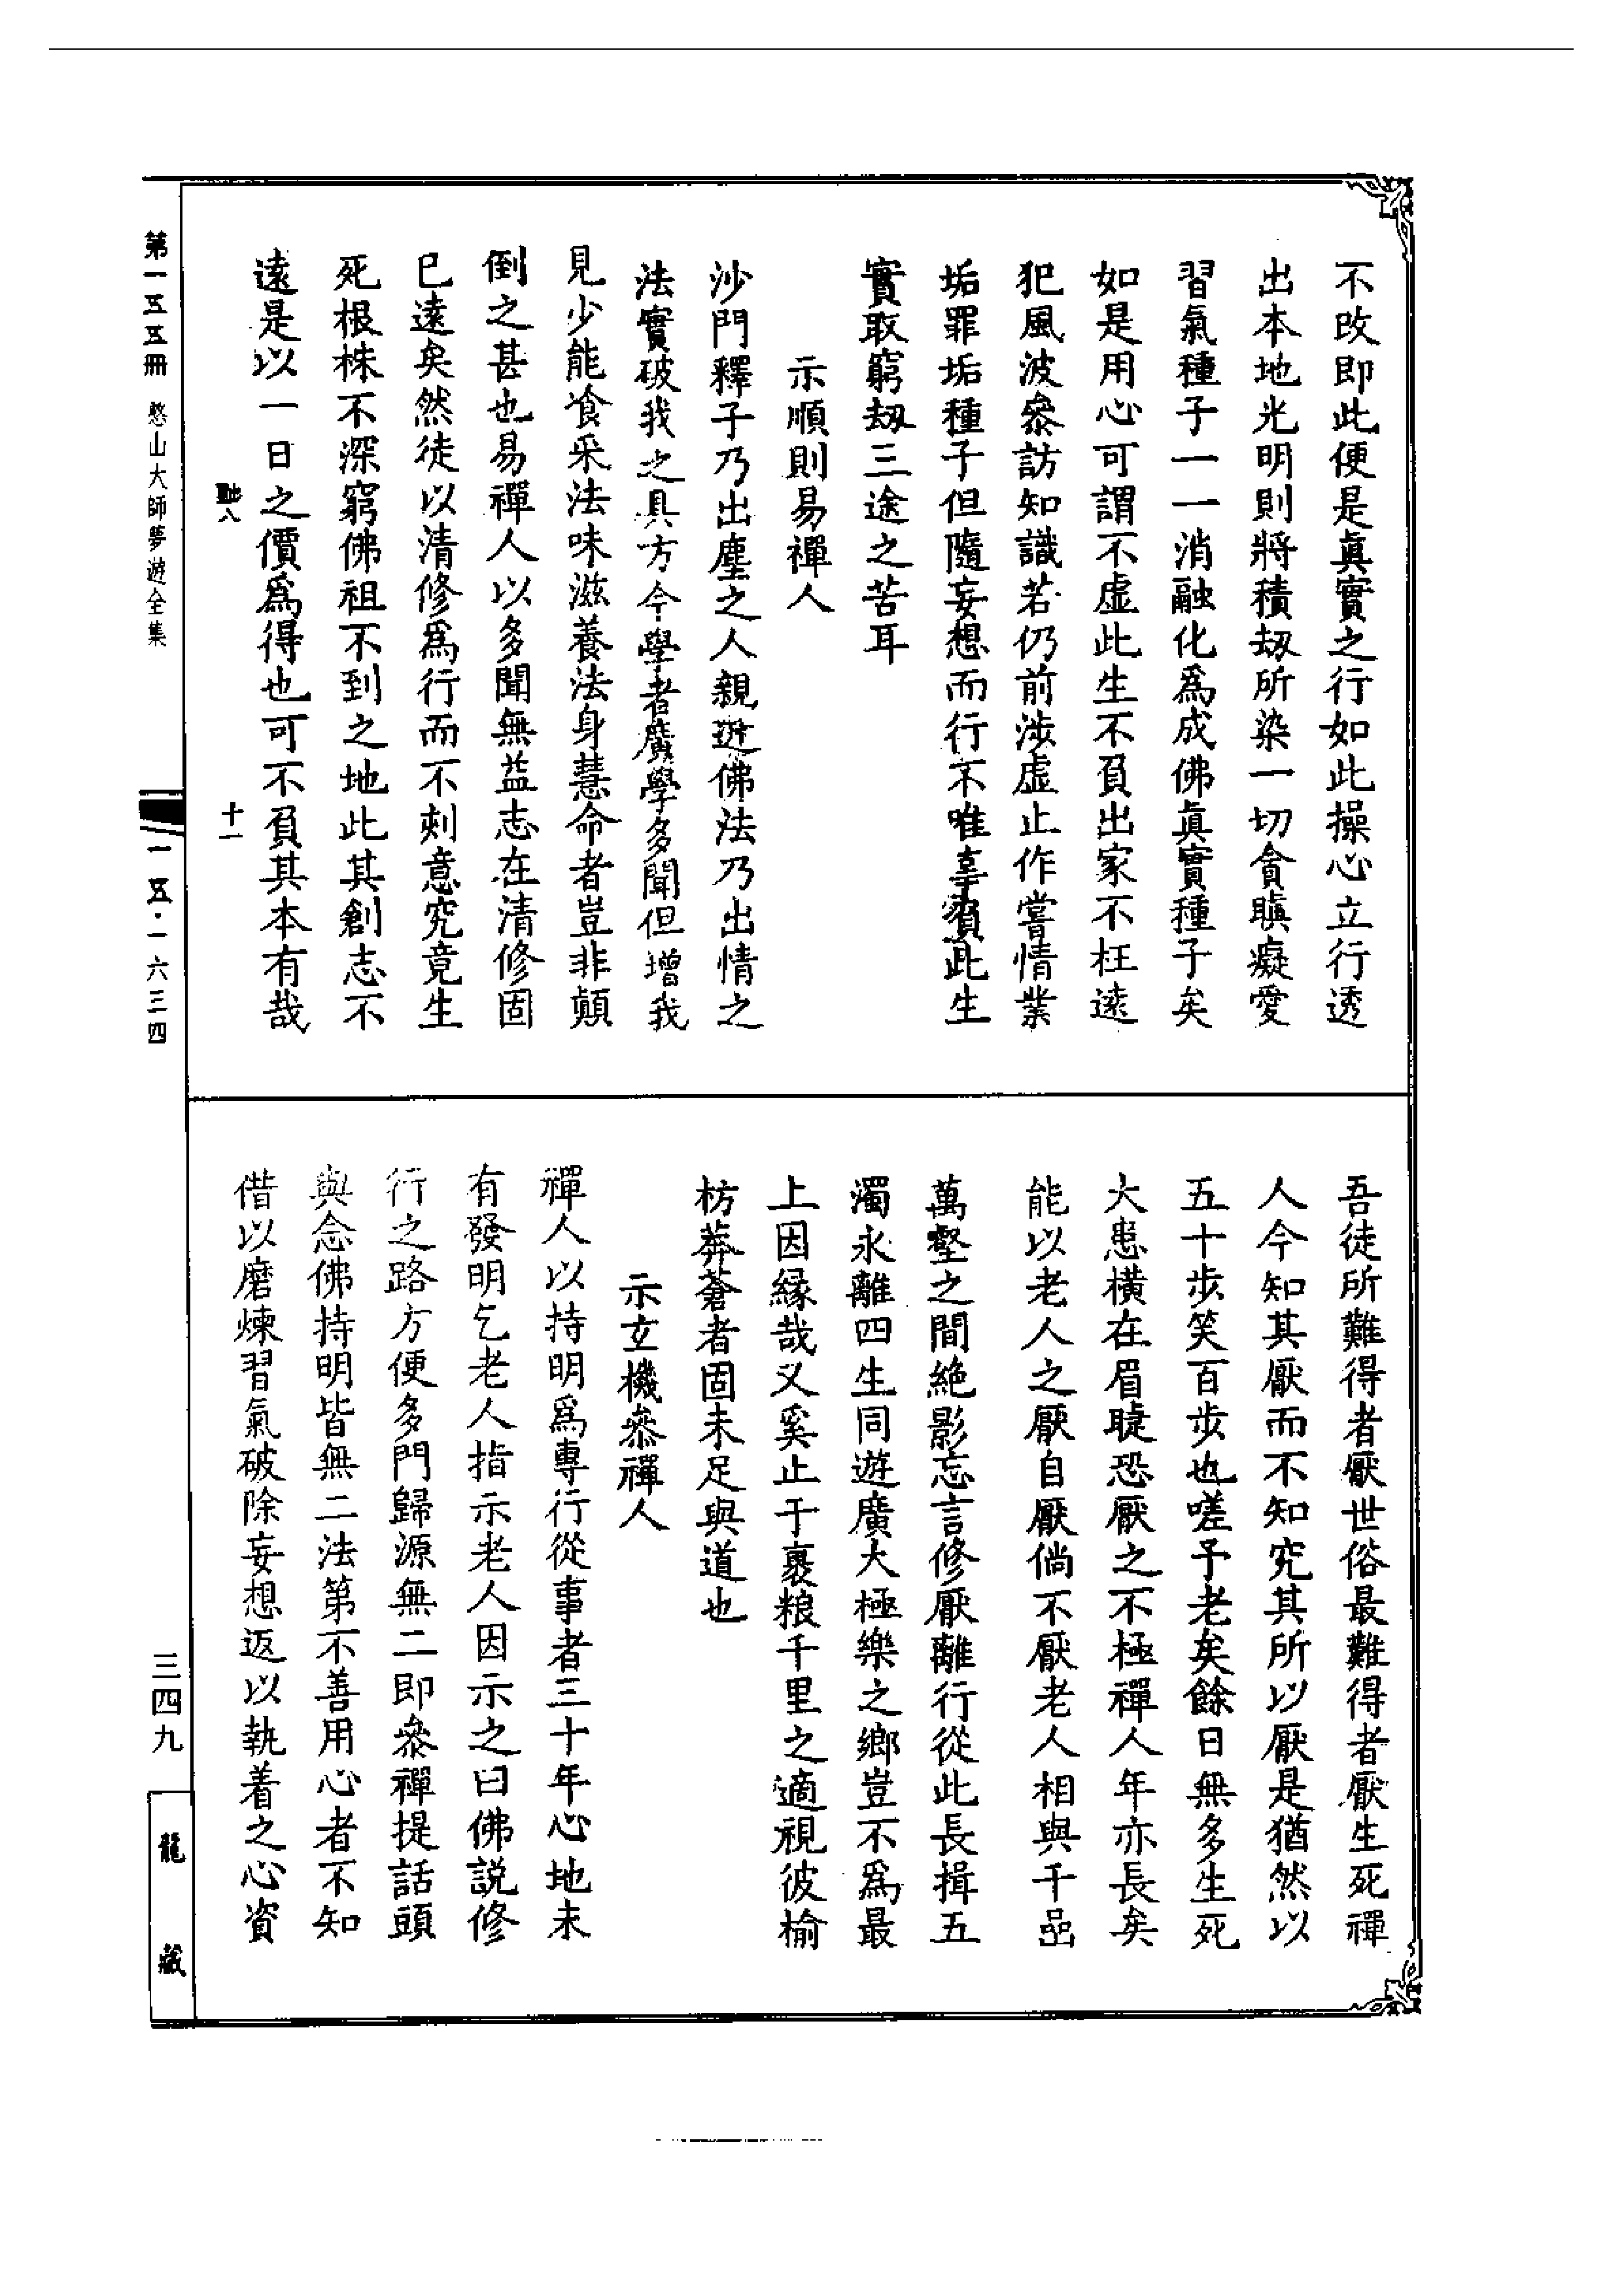 不改即此便是眞實之行如此操心立行透
出本地光明則將積刼所染一切貪瞋癡愛
習氣種子一一消融化爲成佛眞實種子矣
如是用心可謂不虛此生不負出家不枉遠
犯風波叅訪知識若仍前涉虛止作嘗情業
垢罪垢種子但隨妄想而行不唯辜負此生
實取窮刼三途之苦耳
示順則易禪人
沙門釋子乃出塵之人親遊佛法乃出情之
法實破我之具方今學者廣學多聞但增我
見少能飡采法味滋養法身慧命者豈非顛
倒之甚也易禪人以多聞無益志在清修固
已遠矣然徒以清修爲行而不刻意究竟生
死根株不深窮佛祖不到之地此其創志不
遠是以一日之價爲得也可不負其本有哉
吾徒所難得者厭世俗最難得者厭生死禪
人今知其厭而不知究其所以厭是猶然以
五十步笑百步也嗟予老矣餘日無多生死
大患橫在眉睫恐厭之不極禪人年亦長矣
能以老人之厭自厭倘不厭老人相與千嵒
萬壑之間絶影忘言修厭離行從此長揖五
濁永離四生同遊廣大極樂之鄉豈不爲最
上因緣哉又奚止于裹粮千里之適視彼榆
枋莽蒼者固未足與道也
示玄機叅禪人
禪人以持明爲專行從事者三十年心地未
有發明乞老人指示老人因示之曰佛說修
行之路方便多門歸源無二即叅禪提話頭
與念佛持明皆無二法第不善用心者不知
借以磨煉習氣破除妄想返以執着之心資
第一五五冊 憨山大師夢遊全集
馳八
十一
一五·一六三四
三四九
龍藏